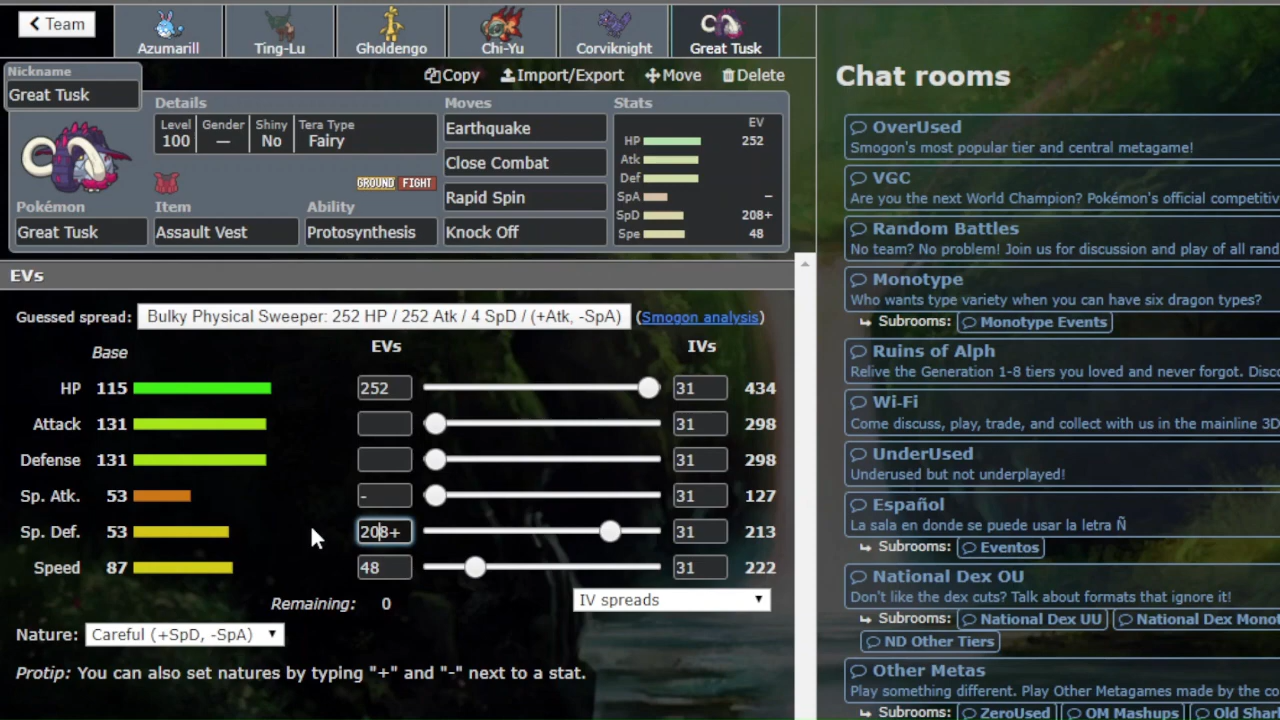 Team
Azumarill
Ting-Lu
Gholdengo
Chi-Yu
Corviknight
Great Tusk
Nickname
Great Tusk
Copy
Import/Export
Move
Delete
Details
Level
100
Gender
—
Shiny
No
Tera Type
Fairy
GROUND FIGHT
Pokémon
Great Tusk
Item
Assault Vest
Ability
Protosynthesis
Moves
Earthquake
Close Combat
Rapid Spin
Knock Off
Stats
EV
HP 252
Atk
Def
SpA –
SpD 208+
Spe 48
EVs
Guessed spread: Bulky Physical Sweeper: 252 HP / 252 Atk / 4 SpD / (+Atk, -SpA) (Smogon analysis)
Base EVs IVs
HP 115 252 31 434
Attack 131 31 298
Defense 131 31 298
Sp. Atk. 53 - 31 127
Sp. Def. 53 208+ 31 213
Speed 87 48 31 222
Remaining: 0
IV spreads
Nature: Careful (+SpD, -SpA)
Protip: You can also set natures by typing "+" and "-" next to a stat.
Chat rooms
OverUsed
Smogon's most popular tier and central metagame!
VGC
Are you the next World Champion? Pokémon's official competitiv
Random Battles
No team? No problem! Join us for discussion and play of all rand
Monotype
Who wants type variety when you can have six dragon types?
Subrooms: Monotype Events
Ruins of Alph
Relive the Generation 1-8 tiers you loved and never forgot. Disc
Wi-Fi
Come discuss, play, trade, and collect with us in the mainline 3D
UnderUsed
Underused but not underplayed!
Español
La sala en donde se puede usar la letra Ñ
Subrooms: Eventos
National Dex OU
Don't like the dex cuts? Talk about formats that ignore it!
Subrooms: National Dex UU National Dex Monot
ND Other Tiers
Other Metas
Play something different. Play Other Metagames made by the co
Subrooms: ZeroUsed OM Mashups Old Shar